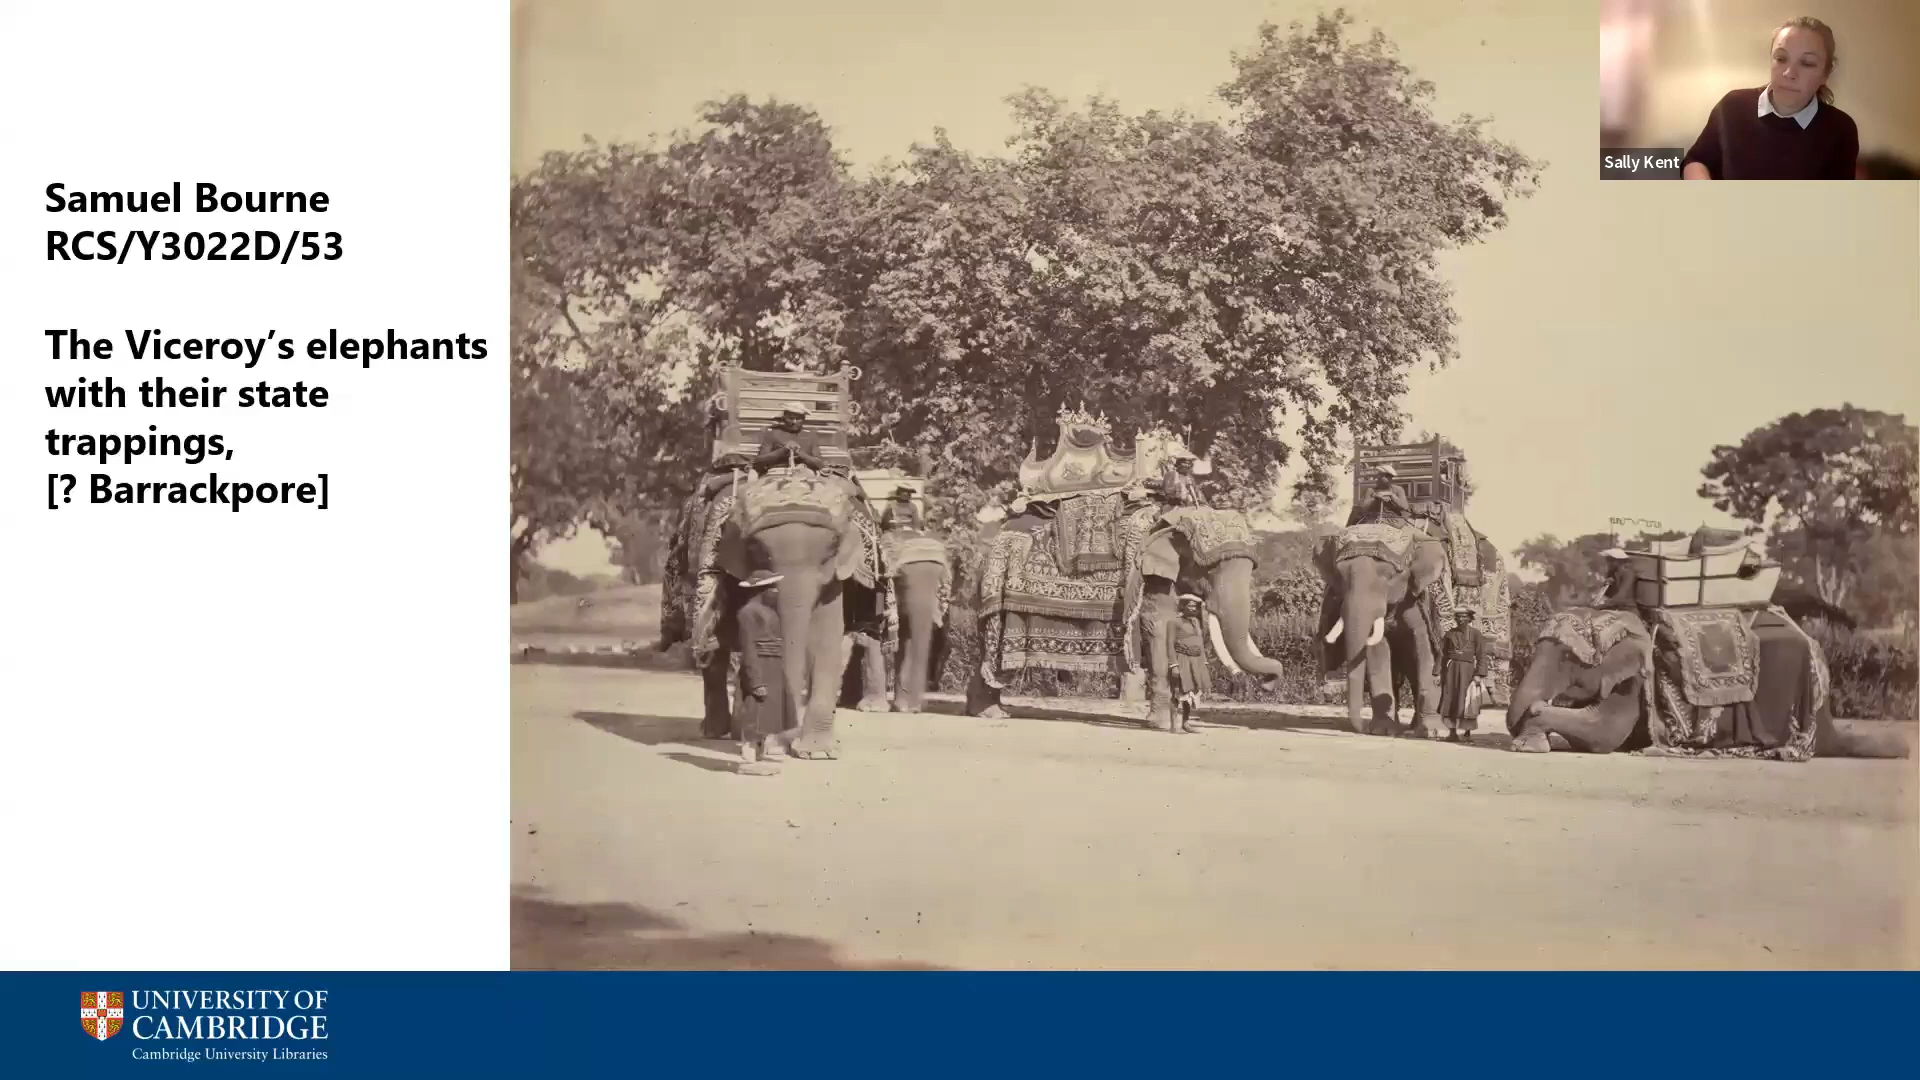 Samuel Bourne
RCS/Y3022D/53
The Viceroy’s elephants
with their state
trappings,
[? Barrackpore]
Sally Kent
UNIVERSITY OF
CAMBRIDGE
Cambridge University Libraries